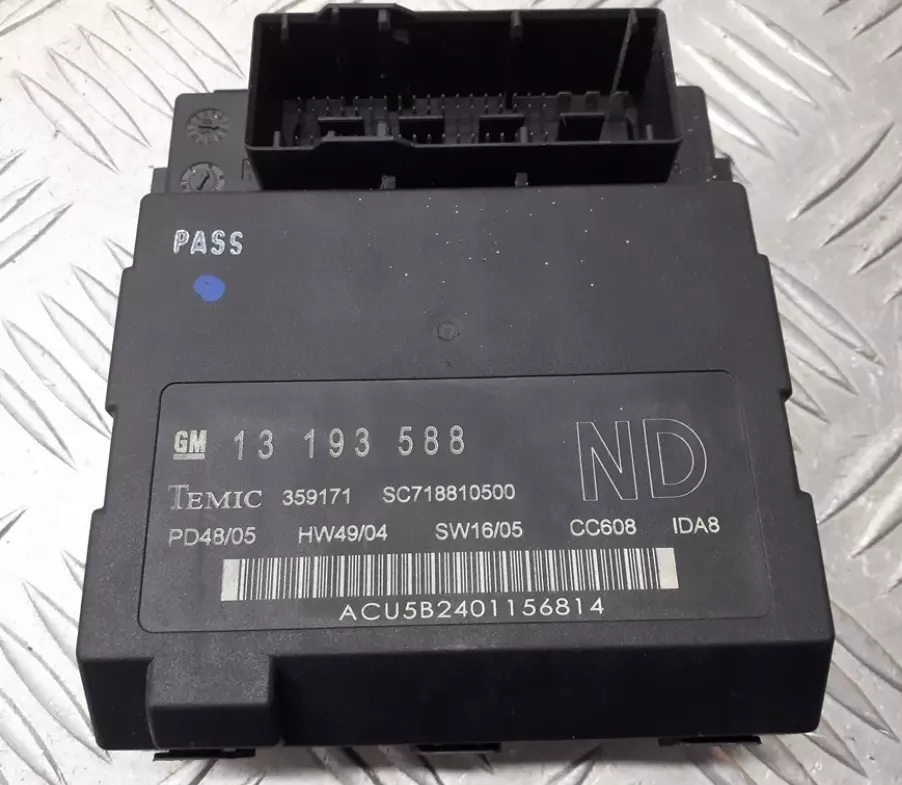 PASS
GM 13 193 588 ND
TEMIC 359171 SC718810500
PD48/05 HW49/04 SW16/05 CC608 IDA8
ACU5B2401156814